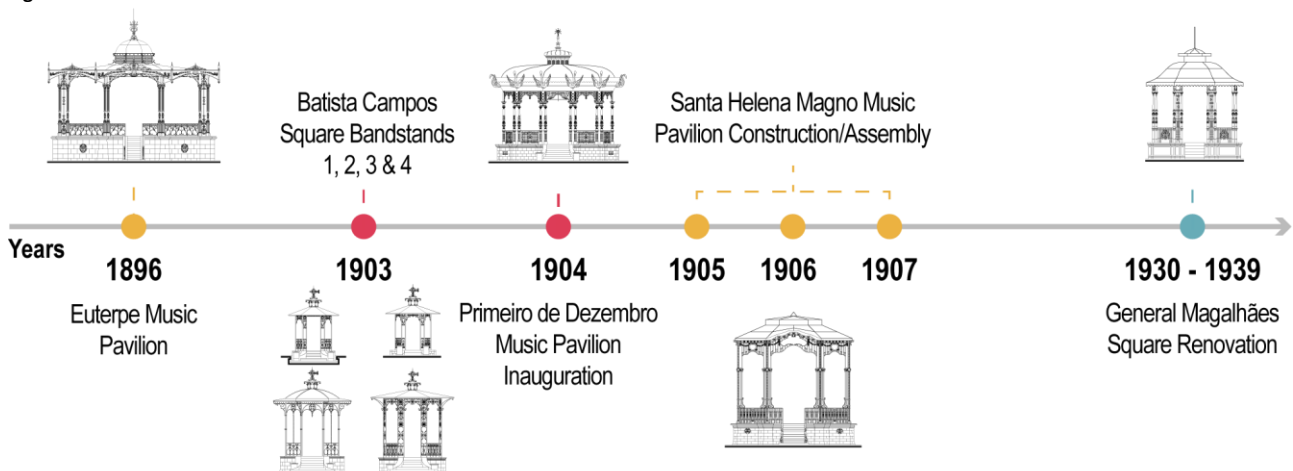 Batista Campos
Square Bandstands
1, 2, 3 & 4
Santa Helena Magno Music
Pavilion Construction/Assembly
Years
1896
1903
1904
1905
1906
1907
1930 - 1939
Euterpe Music
Pavilion
Primeiro de Dezembro
Music Pavilion
Inauguration
General Magalhães
Square Renovation